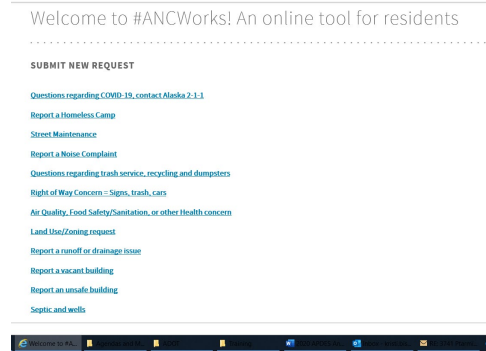 Welcome to #ANCWorks! An online tool for residents
SUBMIT NEW REQUEST
Questions regarding COVID-19, contact Alaska 2-1-1
Report a Homeless Camp
Street Maintenance
Report a Noise Complaint
Questions regarding trash service, recycling and dumpsters
Right of Way Concern = Signs, trash, cars
Air Quality, Food Safety/Sanitation, or other Health concern
Land Use/Zoning request
Report a runoff or drainage issue
Report a vacant building
Report an unsafe building
Septic and wells
Welcome to #A...